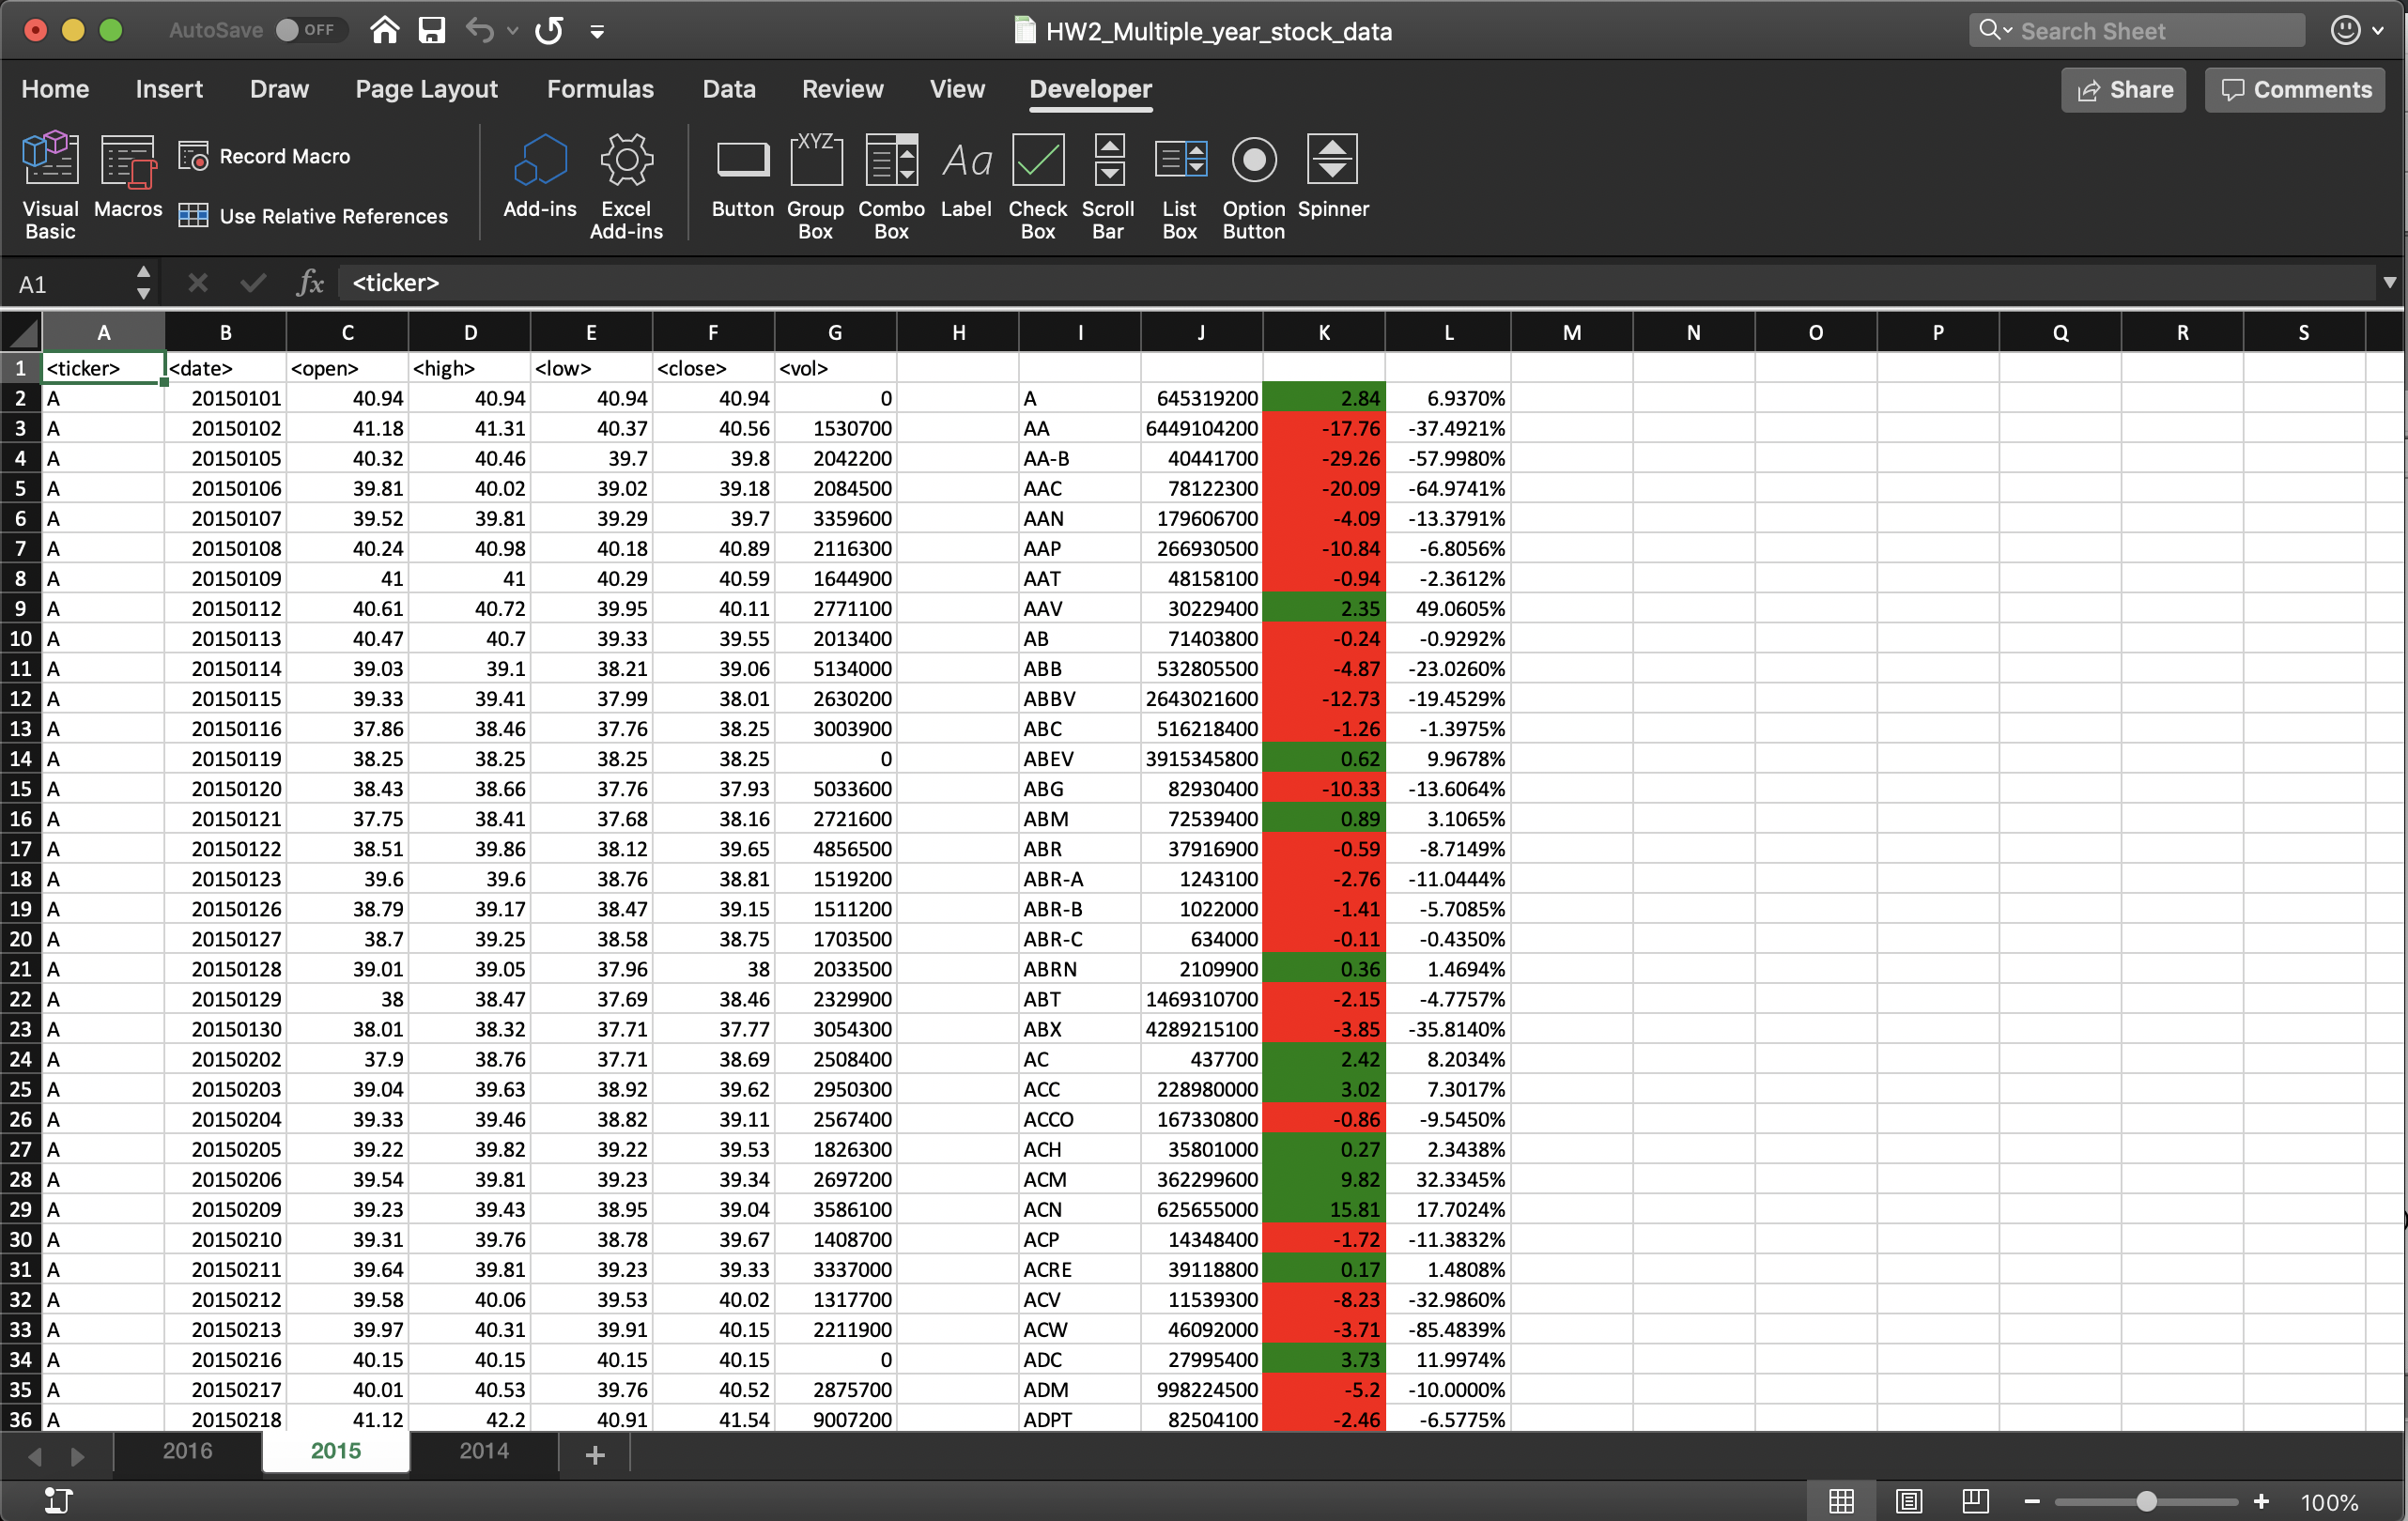 AutoSave OFF HW2_Multiple_year_stock_data Search Sheet
Home Insert Draw Page Layout Formulas Data Review View Developer Share Comments
Visual Basic Macros Record Macro Use Relative References Add-ins Excel Add-ins Button XYZ Group Box Combo Box Aa Label Check Box Scroll Bar List Box Option Button Spinner
A1 fx <ticker>
A B C D E F G H I J K L M N O P Q R S
1 <ticker> <date> <open> <high> <low> <close> <vol>
2 A 20150101 40.94 40.94 40.94 40.94 0 A 645319200 2.84 6.9370%
3 A 20150102 41.18 41.31 40.37 40.56 1530700 AA 6449104200 -17.76 -37.4921%
4 A 20150105 40.32 40.46 39.7 39.8 2042200 AA-B 40441700 -29.26 -57.9980%
5 A 20150106 39.81 40.02 39.02 39.18 2084500 AAC 78122300 -20.09 -64.9741%
6 A 20150107 39.52 39.81 39.29 39.7 3359600 AAN 179606700 -4.09 -13.3791%
7 A 20150108 40.24 40.98 40.18 40.89 2116300 AAP 266930500 -10.84 -6.8056%
8 A 20150109 41 41 40.29 40.59 1644900 AAT 48158100 -0.94 -2.3612%
9 A 20150112 40.61 40.72 39.95 40.11 2771100 AAV 30229400 2.35 49.0605%
10 A 20150113 40.47 40.7 39.33 39.55 2013400 AB 71403800 -0.24 -0.9292%
11 A 20150114 39.03 39.1 38.21 39.06 5134000 ABB 532805500 -4.87 -23.0260%
12 A 20150115 39.33 39.41 37.99 38.01 2630200 ABBV 2643021600 -12.73 -19.4529%
13 A 20150116 37.86 38.46 37.76 38.25 3003900 ABC 516218400 -1.26 -1.3975%
14 A 20150119 38.25 38.25 38.25 38.25 0 ABEV 3915345800 0.62 9.9678%
15 A 20150120 38.43 38.66 37.76 37.93 5033600 ABG 82930400 -10.33 -13.6064%
16 A 20150121 37.75 38.41 37.68 38.16 2721600 ABM 72539400 0.89 3.1065%
17 A 20150122 38.51 39.86 38.12 39.65 4856500 ABR 37916900 -0.59 -8.7149%
18 A 20150123 39.6 39.6 38.76 38.81 1519200 ABR-A 1243100 -2.76 -11.0444%
19 A 20150126 38.79 39.17 38.47 39.15 1511200 ABR-B 1022000 -1.41 -5.7085%
20 A 20150127 38.7 39.25 38.58 38.75 1703500 ABR-C 634000 -0.11 -0.4350%
21 A 20150128 39.01 39.05 37.96 38 2033500 ABRN 2109900 0.36 1.4694%
22 A 20150129 38 38.47 37.69 38.46 2329900 ABT 1469310700 -2.15 -4.7757%
23 A 20150130 38.01 38.32 37.71 37.77 3054300 ABX 4289215100 -3.85 -35.8140%
24 A 20150202 37.9 38.76 37.71 38.69 2508400 AC 437700 2.42 8.2034%
25 A 20150203 39.04 39.63 38.92 39.62 2950300 ACC 228980000 3.02 7.3017%
26 A 20150204 39.33 39.46 38.82 39.11 2567400 ACCO 167330800 -0.86 -9.5450%
27 A 20150205 39.22 39.82 39.22 39.53 1826300 ACH 35801000 0.27 2.3438%
28 A 20150206 39.54 39.81 39.23 39.34 2697200 ACM 362299600 9.82 32.3345%
29 A 20150209 39.23 39.43 38.95 39.04 3586100 ACN 625655000 15.81 17.7024%
30 A 20150210 39.31 39.76 38.78 39.67 1408700 ACP 14348400 -1.72 -11.3832%
31 A 20150211 39.64 39.81 39.23 39.33 3337000 ACRE 39118800 0.17 1.4808%
32 A 20150212 39.58 40.06 39.53 40.02 1317700 ACV 11539300 -8.23 -32.9860%
33 A 20150213 39.97 40.31 39.91 40.15 2211900 ACW 46092000 -3.71 -85.4839%
34 A 20150216 40.15 40.15 40.15 40.15 0 ADC 27995400 3.73 11.9974%
35 A 20150217 40.01 40.53 39.76 40.52 2875700 ADM 998224500 -5.2 -10.0000%
36 A 20150218 41.12 42.2 40.91 41.54 9007200 ADPT 82504100 -2.46 -6.5775%
2016 2015 2014
100%